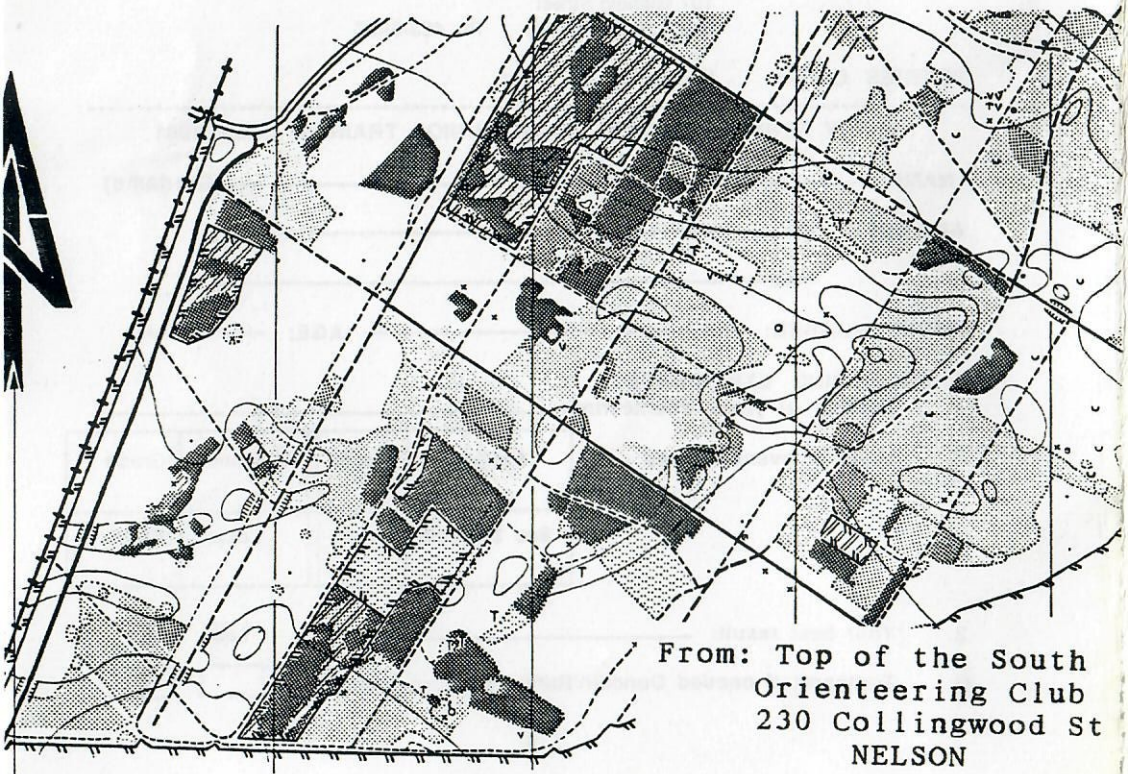 From: Top of the South
Orienteering Club
230 Collingwood St
NELSON